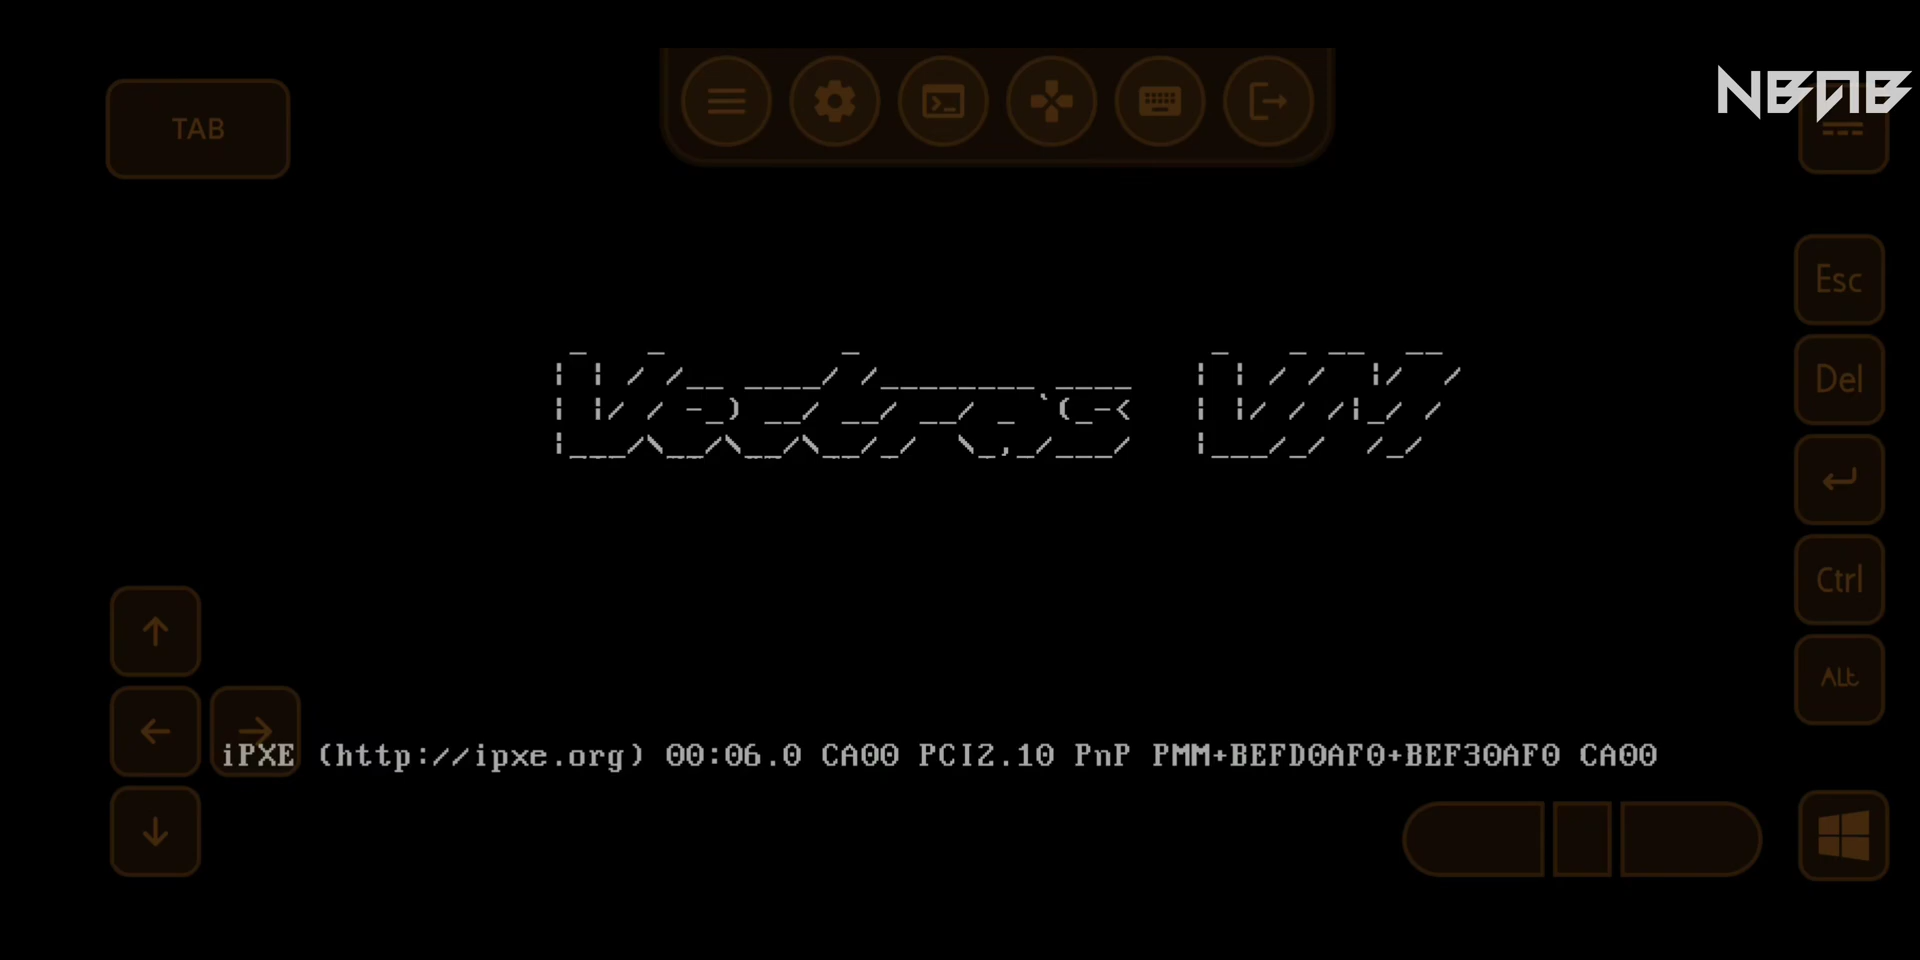 NBAB
TAB
Esc
Vectras VM
Del
Ctrl
ALt
iPXE (http://ipxe.org) 00:06.0 CA00 PCI2.10 PnP PMM+BEFD0AF0+BEF30AF0 CA00